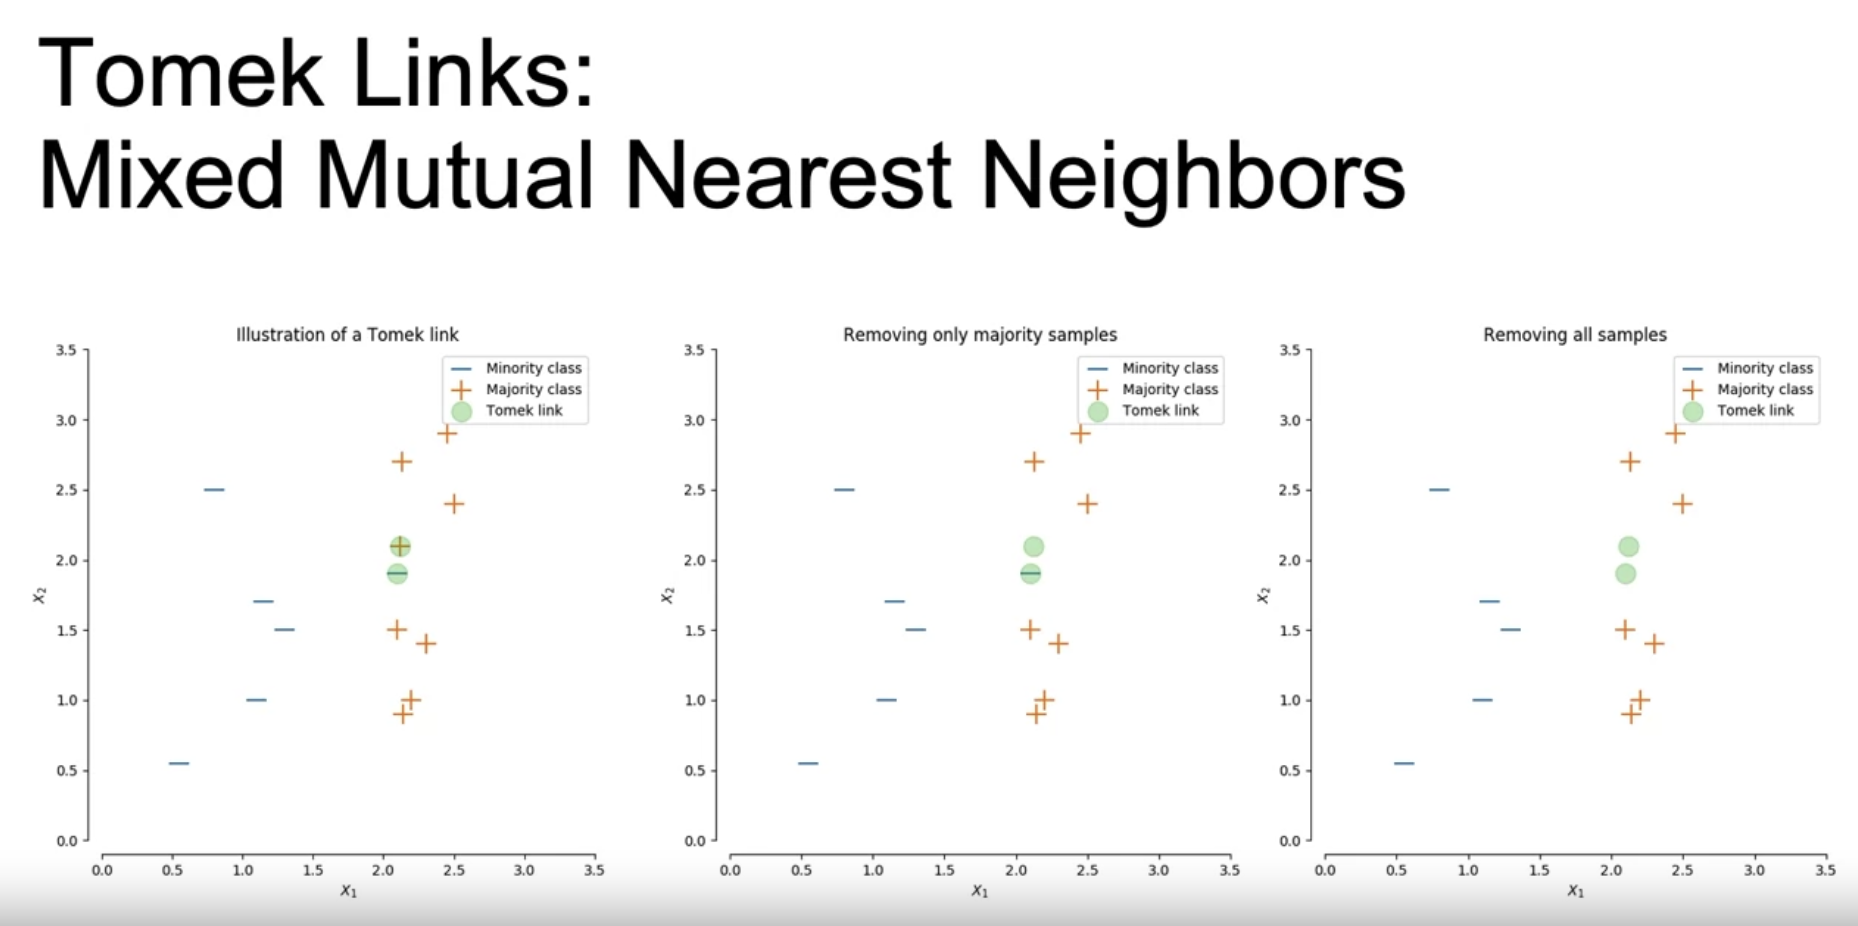 Tomek Links:
Mixed Mutual Nearest Neighbors
Illustration of a Tomek link
Minority class
Majority class
Tomek link
3.5
3.0
2.5
2.0
1.5
1.0
0.5
0.0
X₂
0.0 0.5 1.0 1.5 2.0 2.5 3.0 3.5
X₁
Removing only majority samples
Minority class
Majority class
Tomek link
3.5
3.0
2.5
2.0
1.5
1.0
0.5
0.0
X₂
0.0 0.5 1.0 1.5 2.0 2.5 3.0 3.5
X₁
Removing all samples
Minority class
Majority class
Tomek link
3.5
3.0
2.5
2.0
1.5
1.0
0.5
0.0
X₂
0.0 0.5 1.0 1.5 2.0 2.5 3.0 3.5
X₁